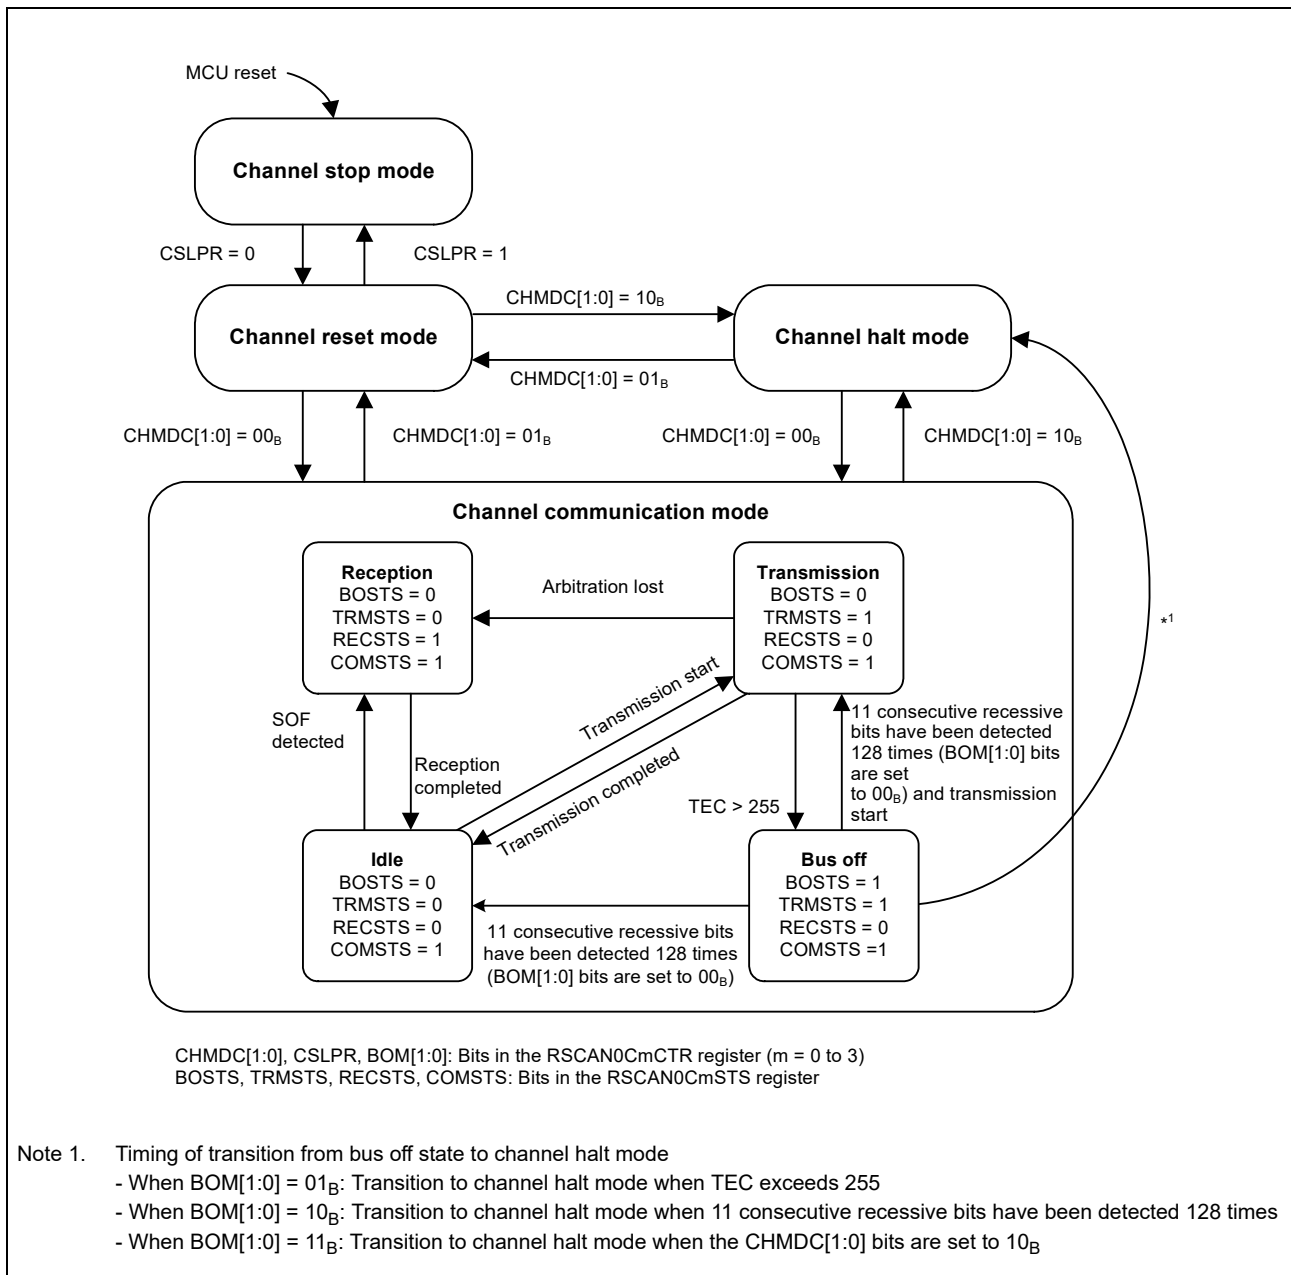 MCU reset
Channel stop mode
CSLPR = 0
CSLPR = 1
CHMDC[1:0] = 10B
Channel reset mode
Channel halt mode
CHMDC[1:0] = 01B
CHMDC[1:0] = 00B
CHMDC[1:0] = 01B
CHMDC[1:0] = 00B
CHMDC[1:0] = 10B
Channel communication mode
Reception
BOSTS = 0
TRMSTS = 0
RECSTS = 1
COMSTS = 1
Arbitration lost
Transmission
BOSTS = 0
TRMSTS = 1
RECSTS = 0
COMSTS = 1
*1
SOF
detected
Reception
completed
Transmission start
Transmission completed
TEC > 255
11 consecutive recessive
bits have been detected
128 times (BOM[1:0] bits
are set
to 00B) and transmission
start
Idle
BOSTS = 0
TRMSTS = 0
RECSTS = 0
COMSTS = 1
11 consecutive recessive bits
have been detected 128 times
(BOM[1:0] bits are set to 00B)
Bus off
BOSTS = 1
TRMSTS = 1
RECSTS = 0
COMSTS =1
CHMDC[1:0], CSLPR, BOM[1:0]: Bits in the RSCAN0CmCTR register (m = 0 to 3)
BOSTS, TRMSTS, RECSTS, COMSTS: Bits in the RSCAN0CmSTS register
Note 1. Timing of transition from bus off state to channel halt mode
- When BOM[1:0] = 01B: Transition to channel halt mode when TEC exceeds 255
- When BOM[1:0] = 10B: Transition to channel halt mode when 11 consecutive recessive bits have been detected 128 times
- When BOM[1:0] = 11B: Transition to channel halt mode when the CHMDC[1:0] bits are set to 10B